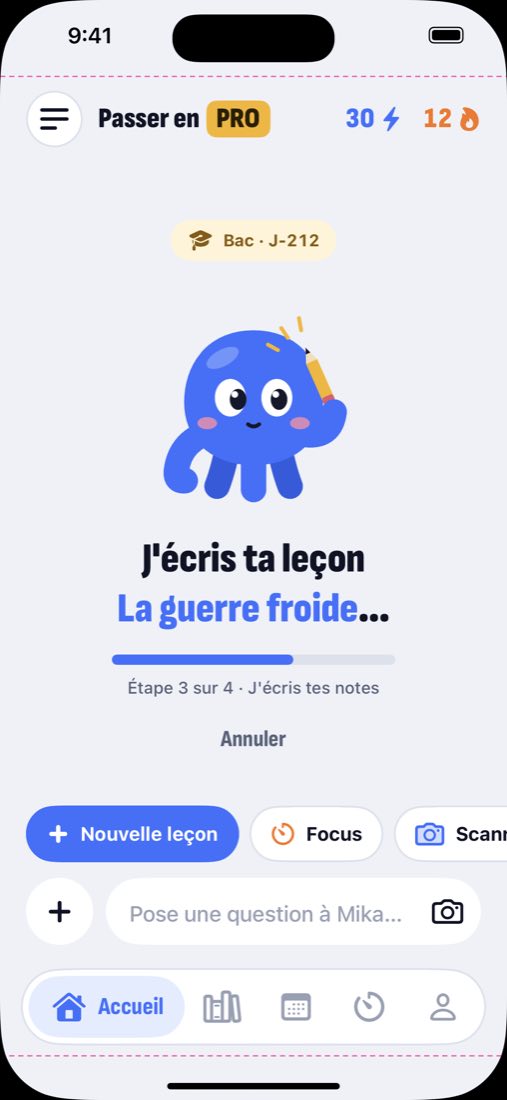 9:41
Passer en PRO
30
12
Bac · J-212
J'écris ta leçon
La guerre froide...
Étape 3 sur 4 · J'écris tes notes
Annuler
Nouvelle leçon
Focus
Scann
Pose une question à Mika...
Accueil